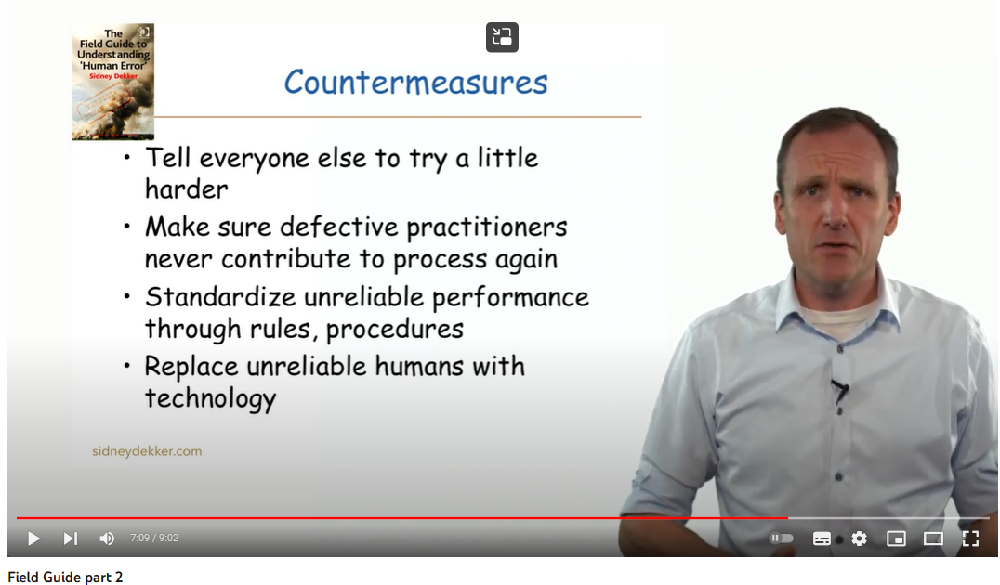 The
Field Guide to
Understanding
'Human Error'
Sidney Dekker
Countermeasures
• Tell everyone else to try a little
harder
• Make sure defective practitioners
never contribute to process again
• Standardize unreliable performance
through rules, procedures
• Replace unreliable humans with
technology
sidneydekker.com
7:09 / 9:02
Field Guide part 2